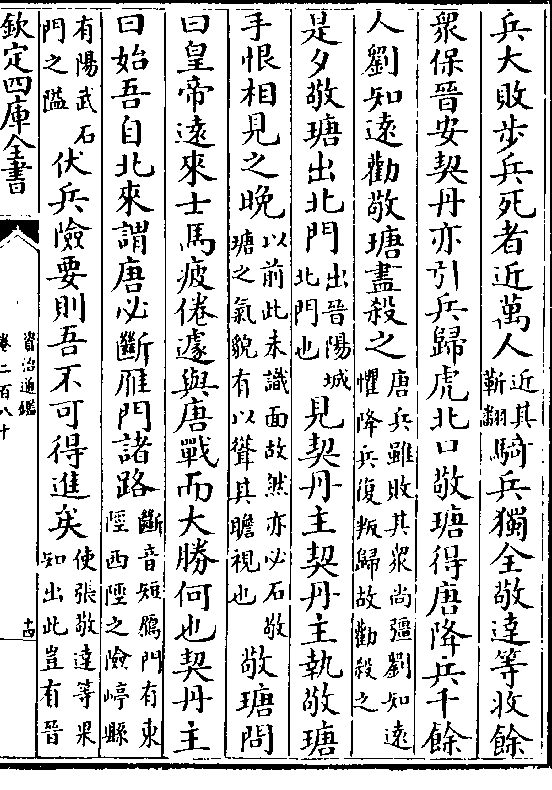 兵大敗步兵死者近萬人近其靳翻騎兵獨全敬達等收餘
衆保晉安契丹亦引兵歸虎北口敬瑭得唐降兵千餘
人劉知遠勸敬瑭盡殺之唐兵雖敗其衆尚彊劉知遠懼降兵復叛歸故勸殺之
是夕敬瑭出北門出晉陽城北門也見契丹主契丹主執敬瑭
手恨相見之晚以前此未識面故然亦必石敬瑭之氣貌有以聳其瞻視也敬瑭問
曰皇帝遠來士馬疲倦遽與唐戰而大勝何也契丹主
曰始吾自北來謂唐必斷雁門諸路斷音短鴈門有東陘西陘之險崞縣
有陽武石門之隘伏兵險要則吾不可得進矣使張敬達等果知出此豈有晉
欽定四庫全書
資治通鑑
卷二百八十
十四